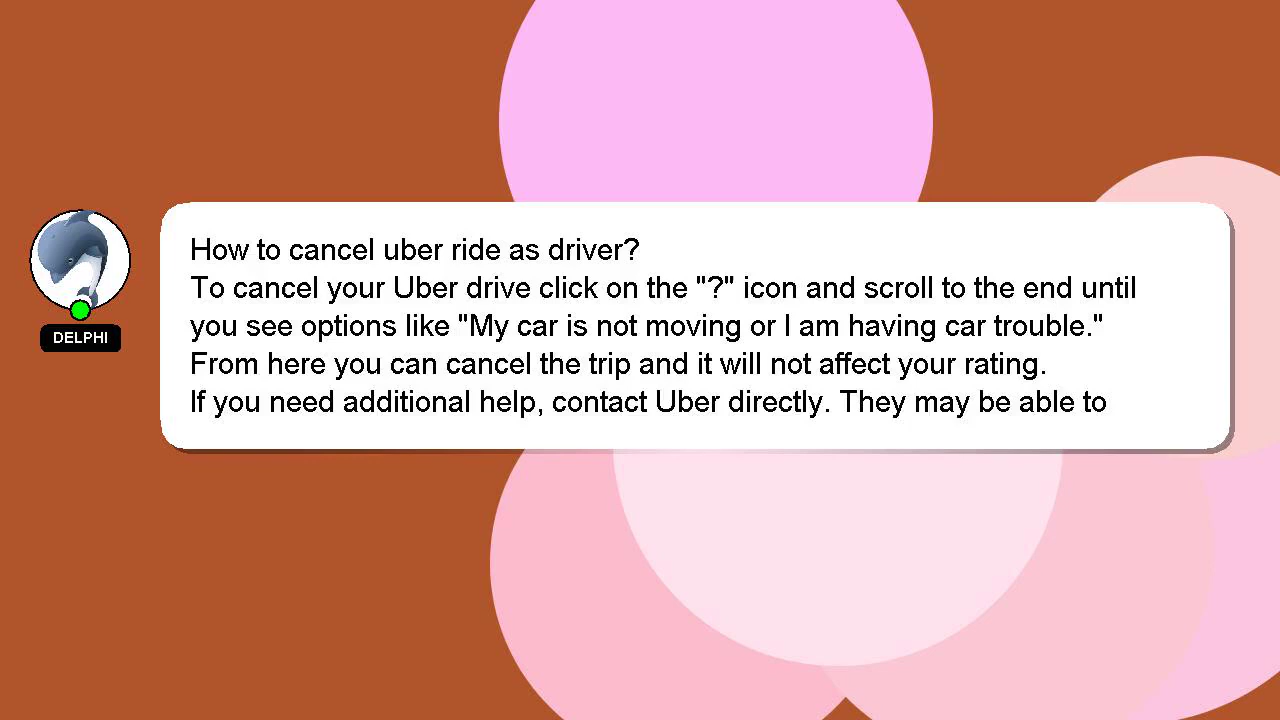 How to cancel uber ride as driver?
To cancel your Uber drive click on the "?" icon and scroll to the end until
you see options like "My car is not moving or I am having car trouble."
From here you can cancel the trip and it will not affect your rating.
If you need additional help, contact Uber directly. They may be able to
DELPHI